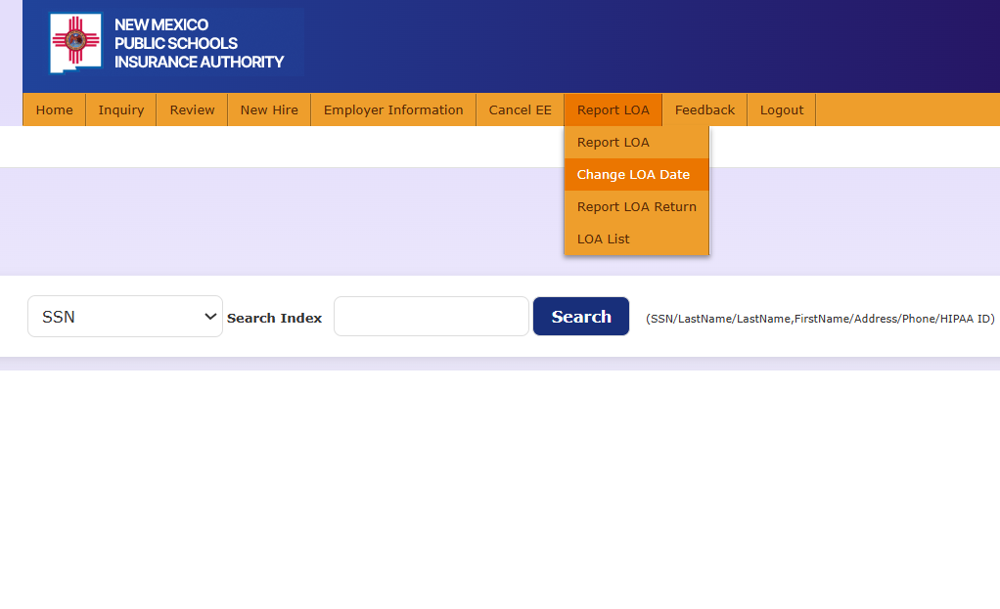 NEW MEXICO
PUBLIC SCHOOLS
INSURANCE AUTHORITY
Home Inquiry Review New Hire Employer Information Cancel EE Report LOA Feedback Logout
Report LOA
Change LOA Date
Report LOA Return
LOA List
SSN Search Index Search (SSN/LastName/LastName,FirstName/Address/Phone/HIPAA ID)